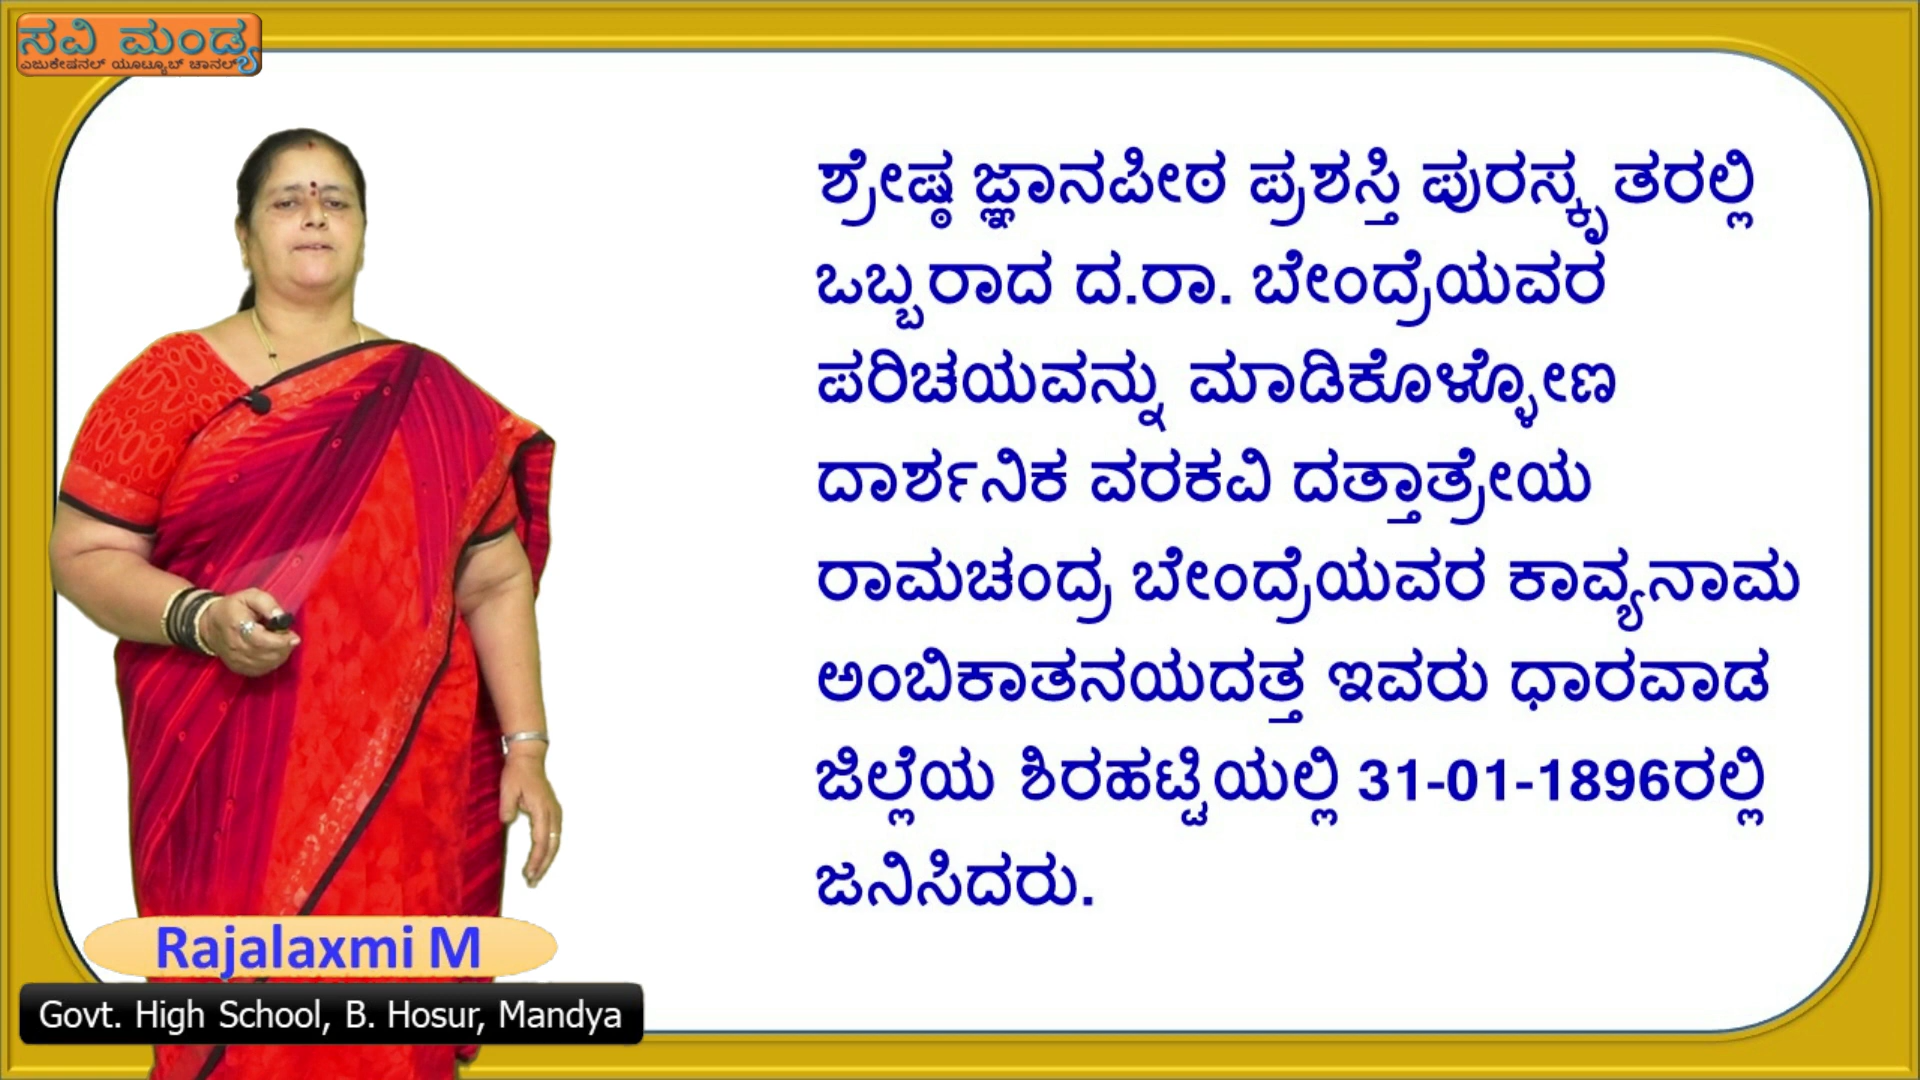 ಸವಿ ಮಂಡ್ಯ
ಎಜುಕೇಷನಲ್ ಯೂಟ್ಯೂಬ್ ಚಾನಲ್
ಶ್ರೇಷ್ಠ ಜ್ಞಾನಪೀಠ ಪ್ರಶಸ್ತಿ ಪುರಸ್ಕೃತರಲ್ಲಿ
ಒಬ್ಬರಾದ ದ.ರಾ. ಬೇಂದ್ರೆಯವರ
ಪರಿಚಯವನ್ನು ಮಾಡಿಕೊಳ್ಳೋಣ
ದಾರ್ಶನಿಕ ವರಕವಿ ದತ್ತಾತ್ರೇಯ
ರಾಮಚಂದ್ರ ಬೇಂದ್ರೆಯವರ ಕಾವ್ಯನಾಮ
ಅಂಬಿಕಾತನಯದತ್ತ ಇವರು ಧಾರವಾಡ
ಜಿಲ್ಲೆಯ ಶಿರಹಟ್ಟಿಯಲ್ಲಿ 31-01-1896ರಲ್ಲಿ
ಜನಿಸಿದರು.
Rajalaxmi M
Govt. High School, B. Hosur, Mandya